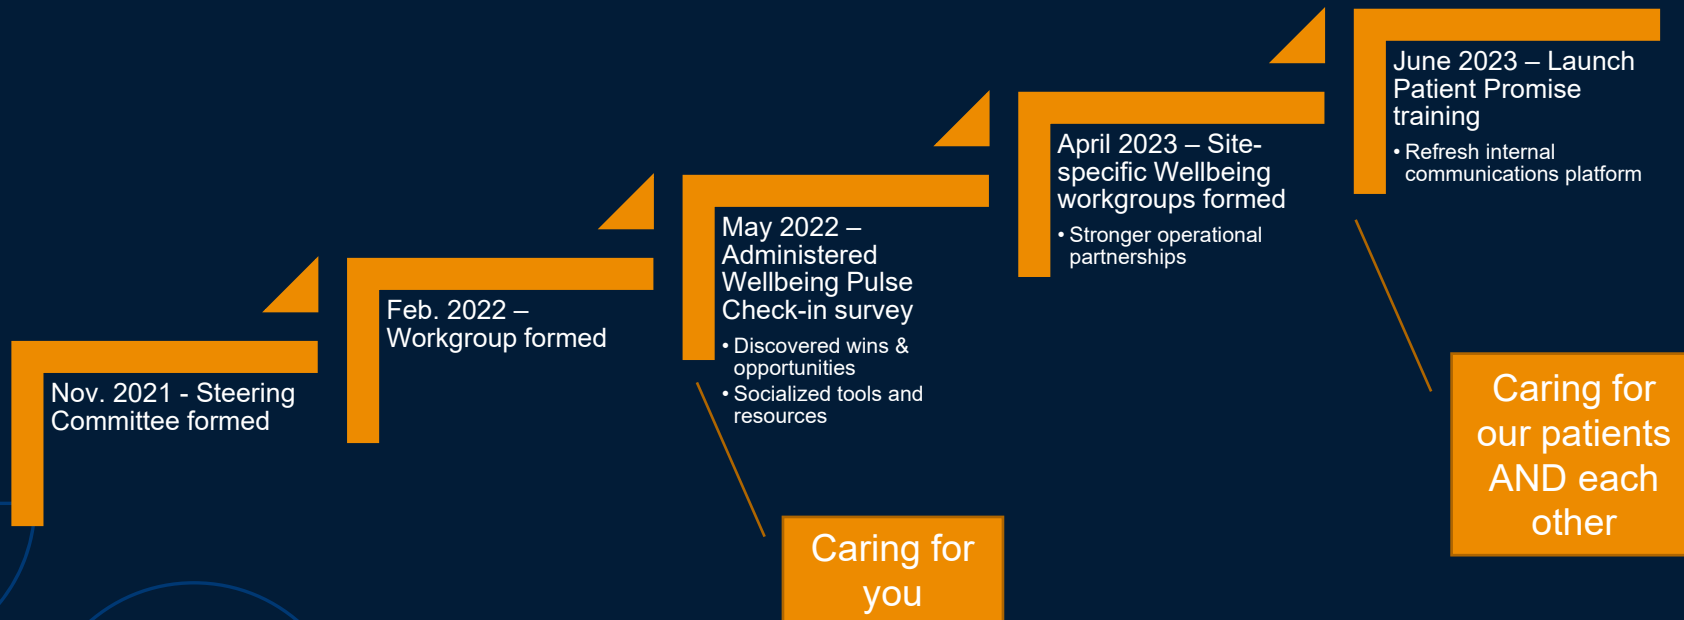 Nov. 2021 - Steering
Committee formed
Feb. 2022 –
Workgroup formed
May 2022 –
Administered
Wellbeing Pulse
Check-in survey
• Discovered wins &
opportunities
• Socialized tools and
resources
Caring for
you
April 2023 – Site-
specific Wellbeing
workgroups formed
• Stronger operational
partnerships
June 2023 – Launch
Patient Promise
training
• Refresh internal
communications platform
Caring for
our patients
AND each
other